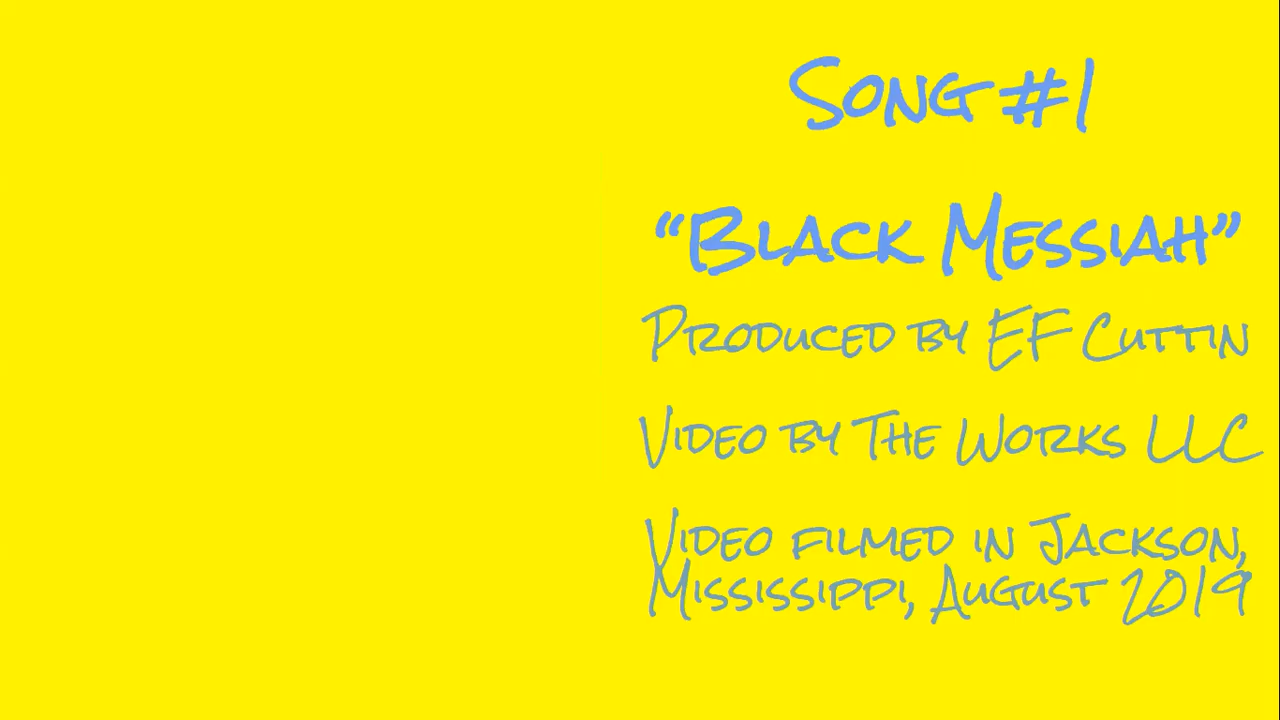 Song #1
“Black Messiah”
Produced by EF Cuttin
Video by The Works LLC
Video filmed in Jackson,
Mississippi, August 2019